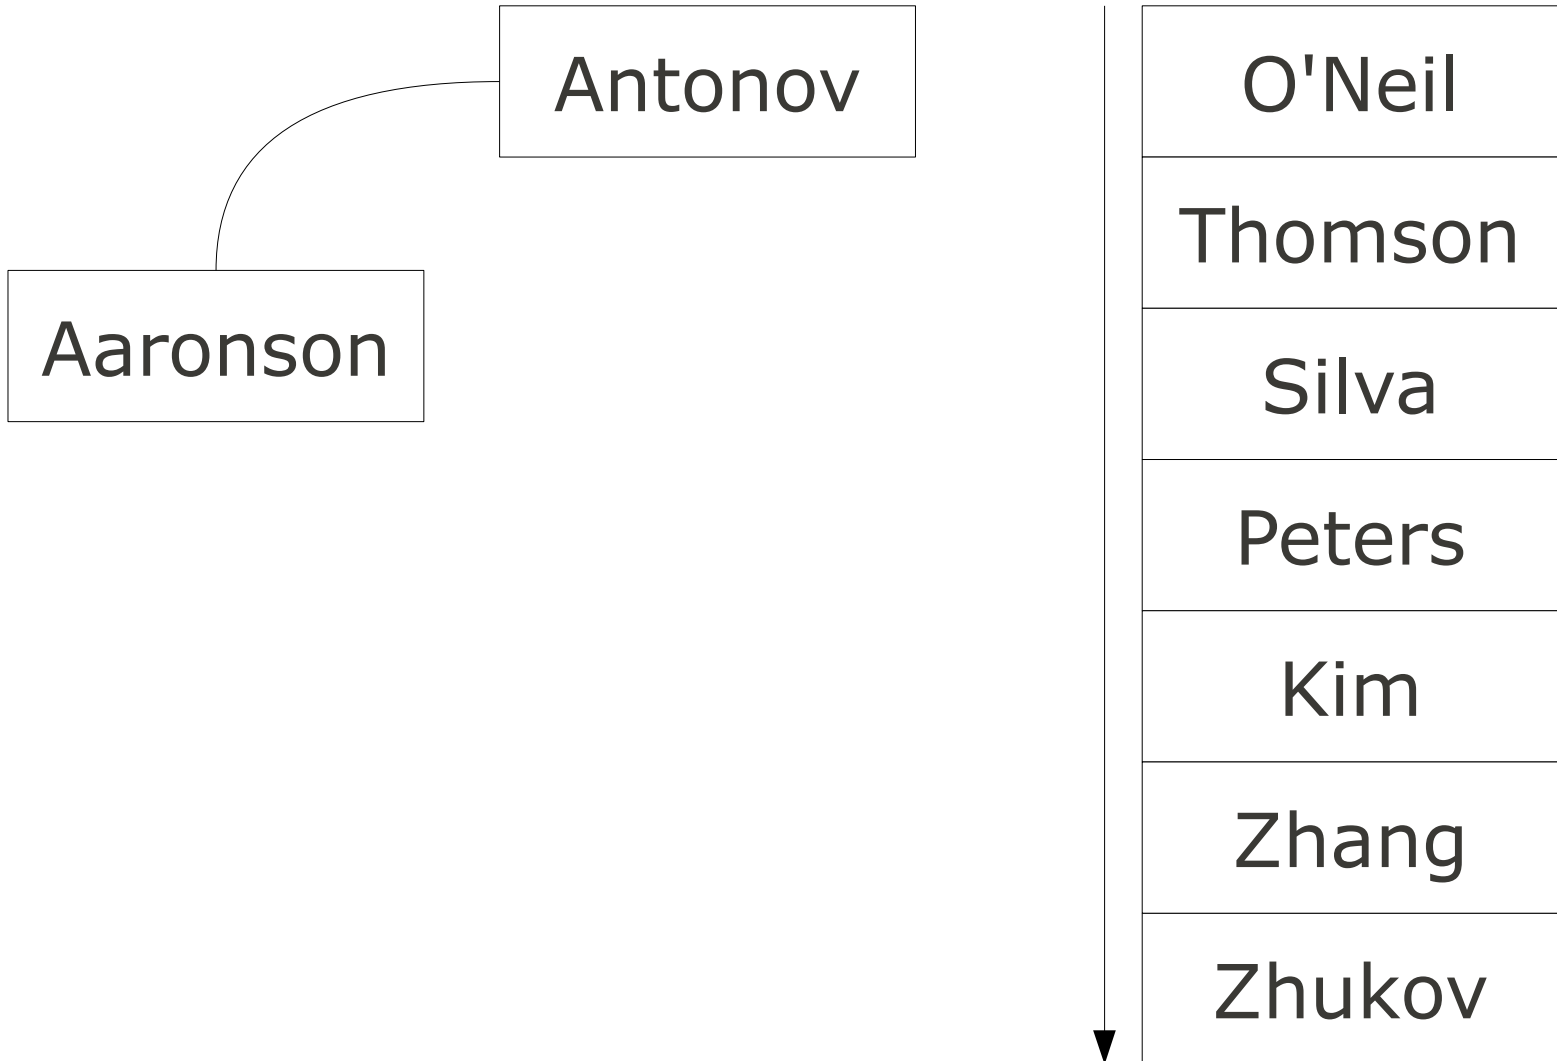 Antonov
Aaronson
O'Neil
Thomson
Silva
Peters
Kim
Zhang
Zhukov